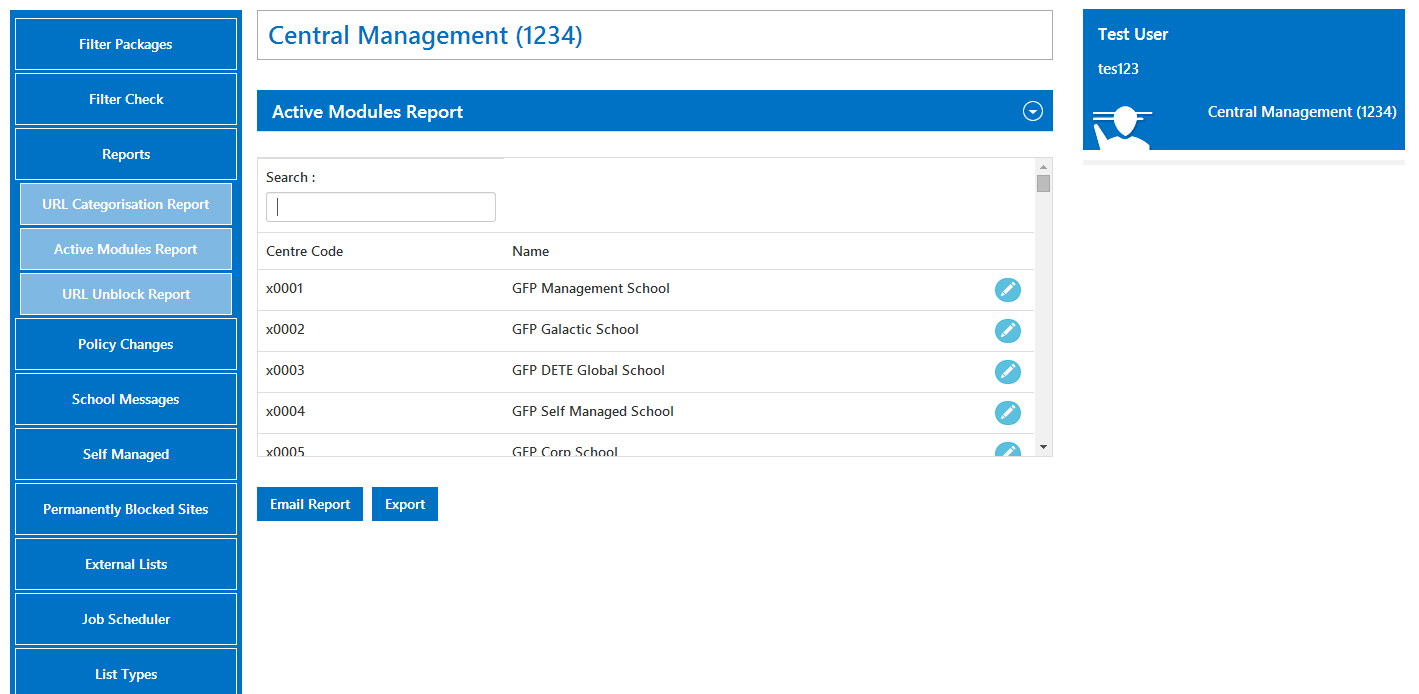 Filter Packages
Filter Check
Reports
URL Categorisation Report
Active Modules Report
URL Unblock Report
Policy Changes
School Messages
Self Managed
Permanently Blocked Sites
External Lists
Job Scheduler
List Types
Central Management (1234)
Active Modules Report
Search :
Centre Code Name
x0001 GFP Management School
x0002 GFP Galactic School
x0003 GFP DETE Global School
x0004 GFP Self Managed School
x0005 GFP Corp School
Email Report Export
Test User
tes123
Central Management (1234)